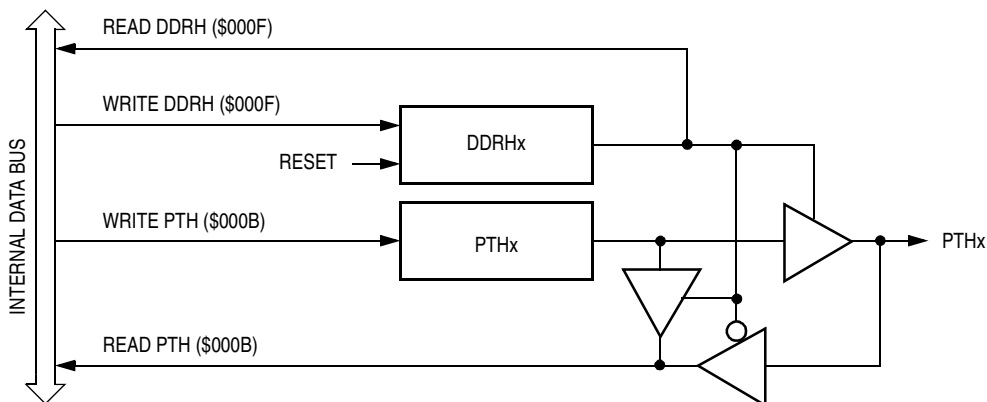 READ DDRH ($000F)
WRITE DDRH ($000F)
DDRHx
RESET
WRITE PTH ($000B)
PTHx
PTHx
READ PTH ($000B)
INTERNAL DATA BUS